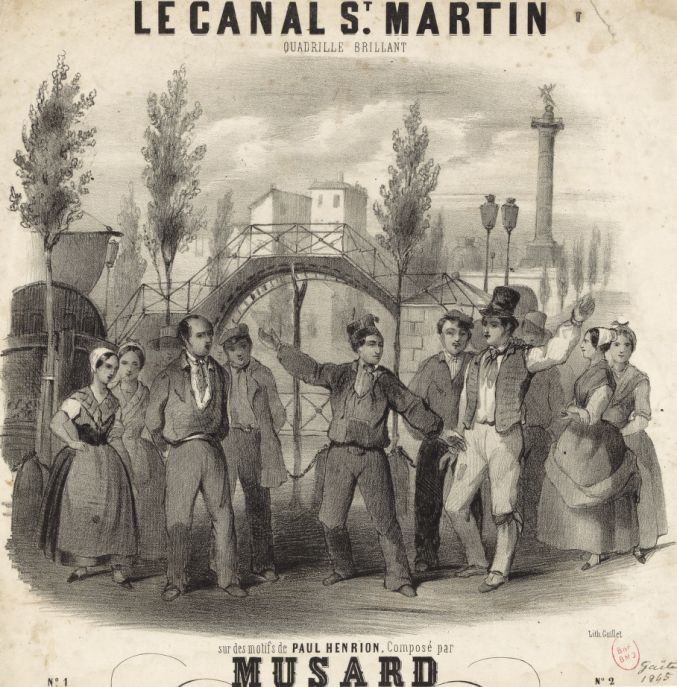 LE CANAL ST. MARTIN
QUADRILLE BRILLANT
Lith. Guillet
sur des motifs de PAUL HENRION, Composé par
MUSARD
Nº 1
Nº 2
Gaîté
1845